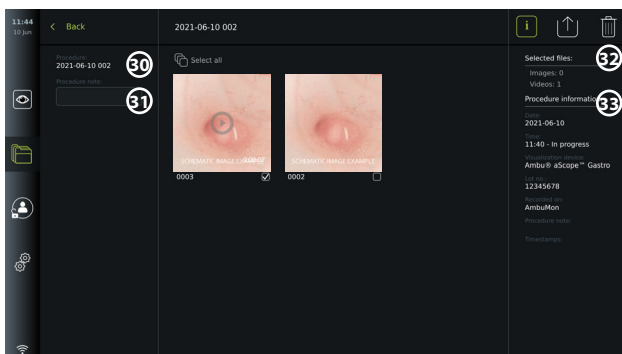 11:44
10 Jun
Back
2021-06-10 002
i
Procedure:
2021-06-10 002
30
Procedure note:
31
Select all
SCHEMATIC IMAGE EXAMPLE
0003
SCHEMATIC IMAGE EXAMPLE
0002
Selected files:
32
Images: 0
Videos: 1
Procedure information
33
Date:
2021-06-10
Time:
11:40 - In progress
Visualization device:
Ambu® aScope™ Gastro
Lot no.:
12345678
Recorded on:
AmbuMon
Procedure note:
Timestamps: